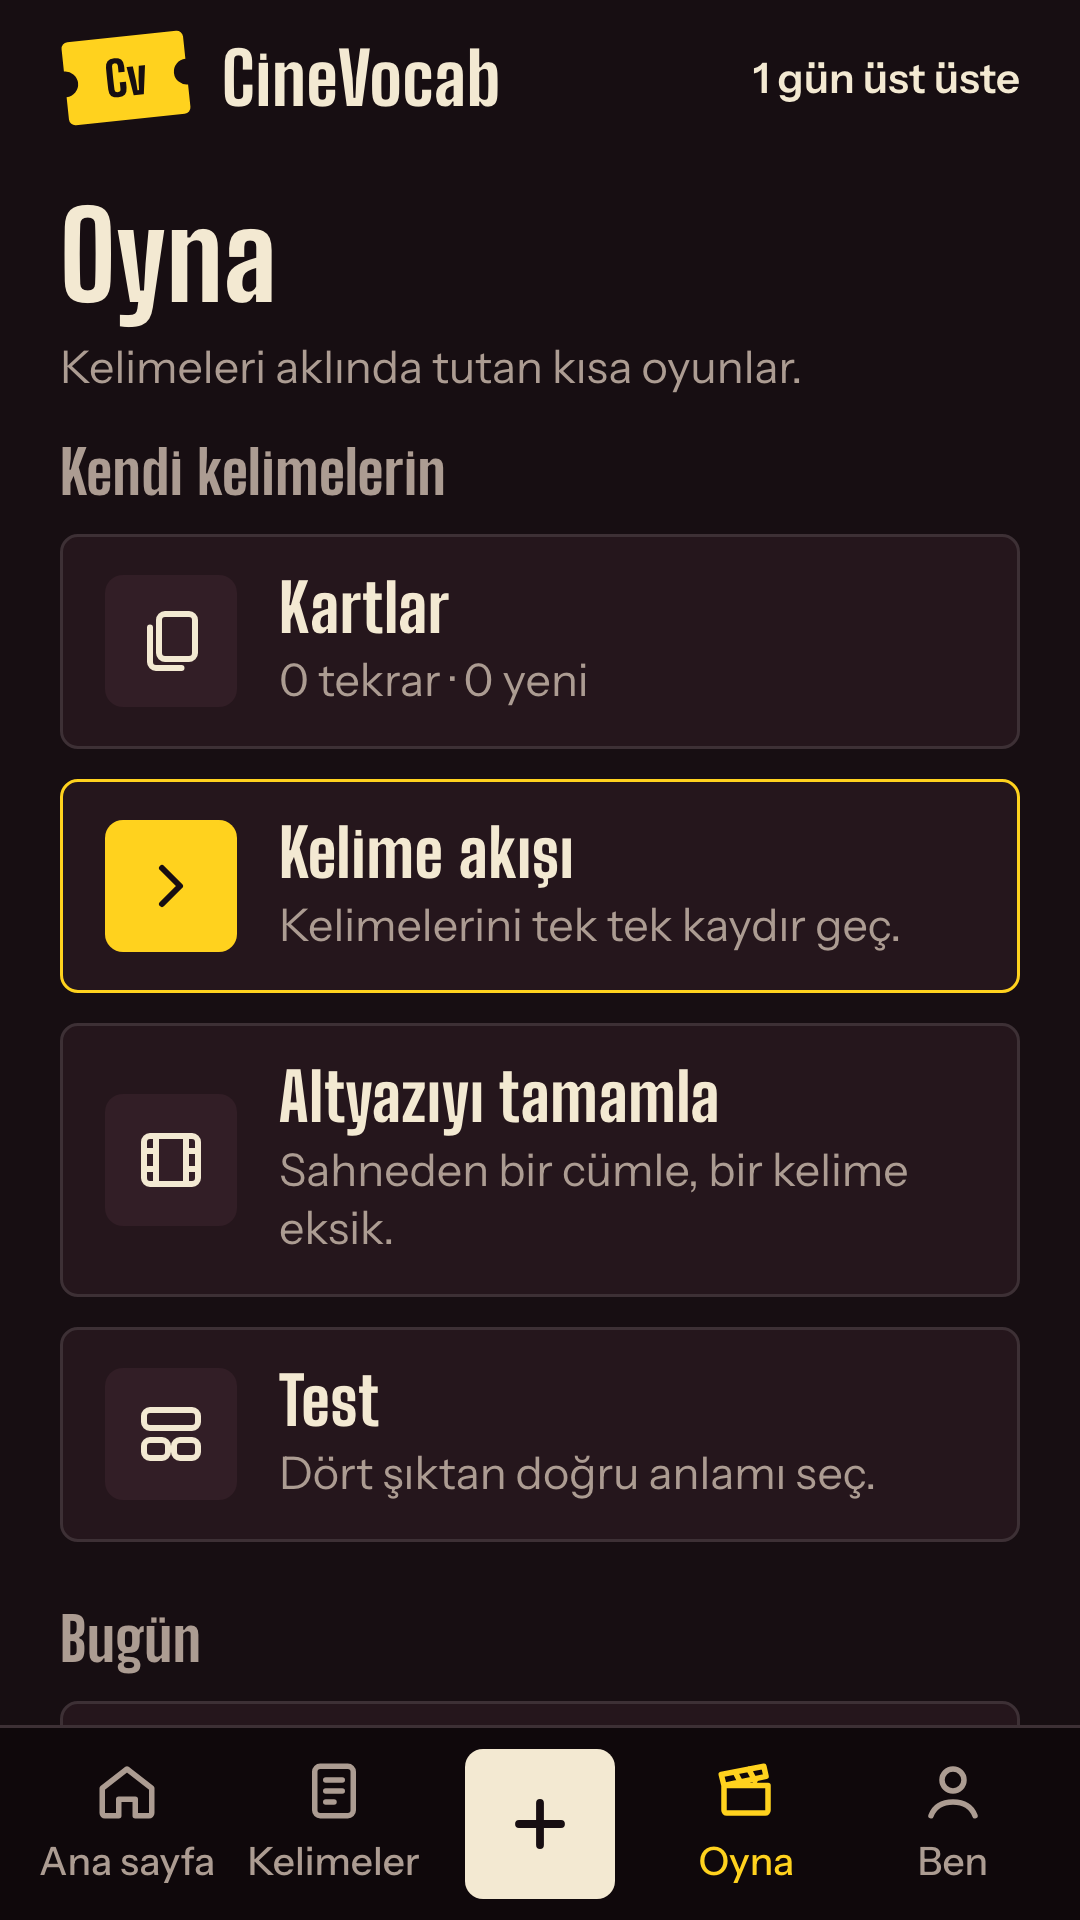 Cv CineVocab
1 gün üst üste
Oyna
Kelimeleri aklında tutan kısa oyunlar.
Kendi kelimelerin
Kartlar
0 tekrar · 0 yeni
Kelime akışı
Kelimelerini tek tek kaydır geç.
Altyazıyı tamamla
Sahneden bir cümle, bir kelime
eksik.
Test
Dört şıktan doğru anlamı seç.
Bugün
Ana sayfa
Kelimeler
Oyna
Ben